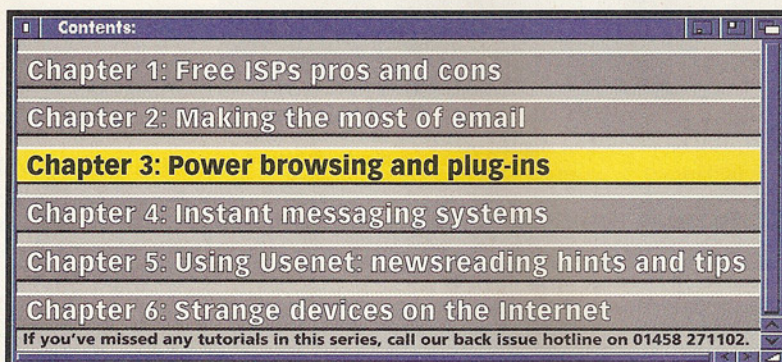 Contents:
Chapter 1: Free ISPs pros and cons
Chapter 2: Making the most of email
Chapter 3: Power browsing and plug-ins
Chapter 4: Instant messaging systems
Chapter 5: Using Usenet: newsreading hints and tips
Chapter 6: Strange devices on the Internet
If you've missed any tutorials in this series, call our back issue hotline on 01458 271102.